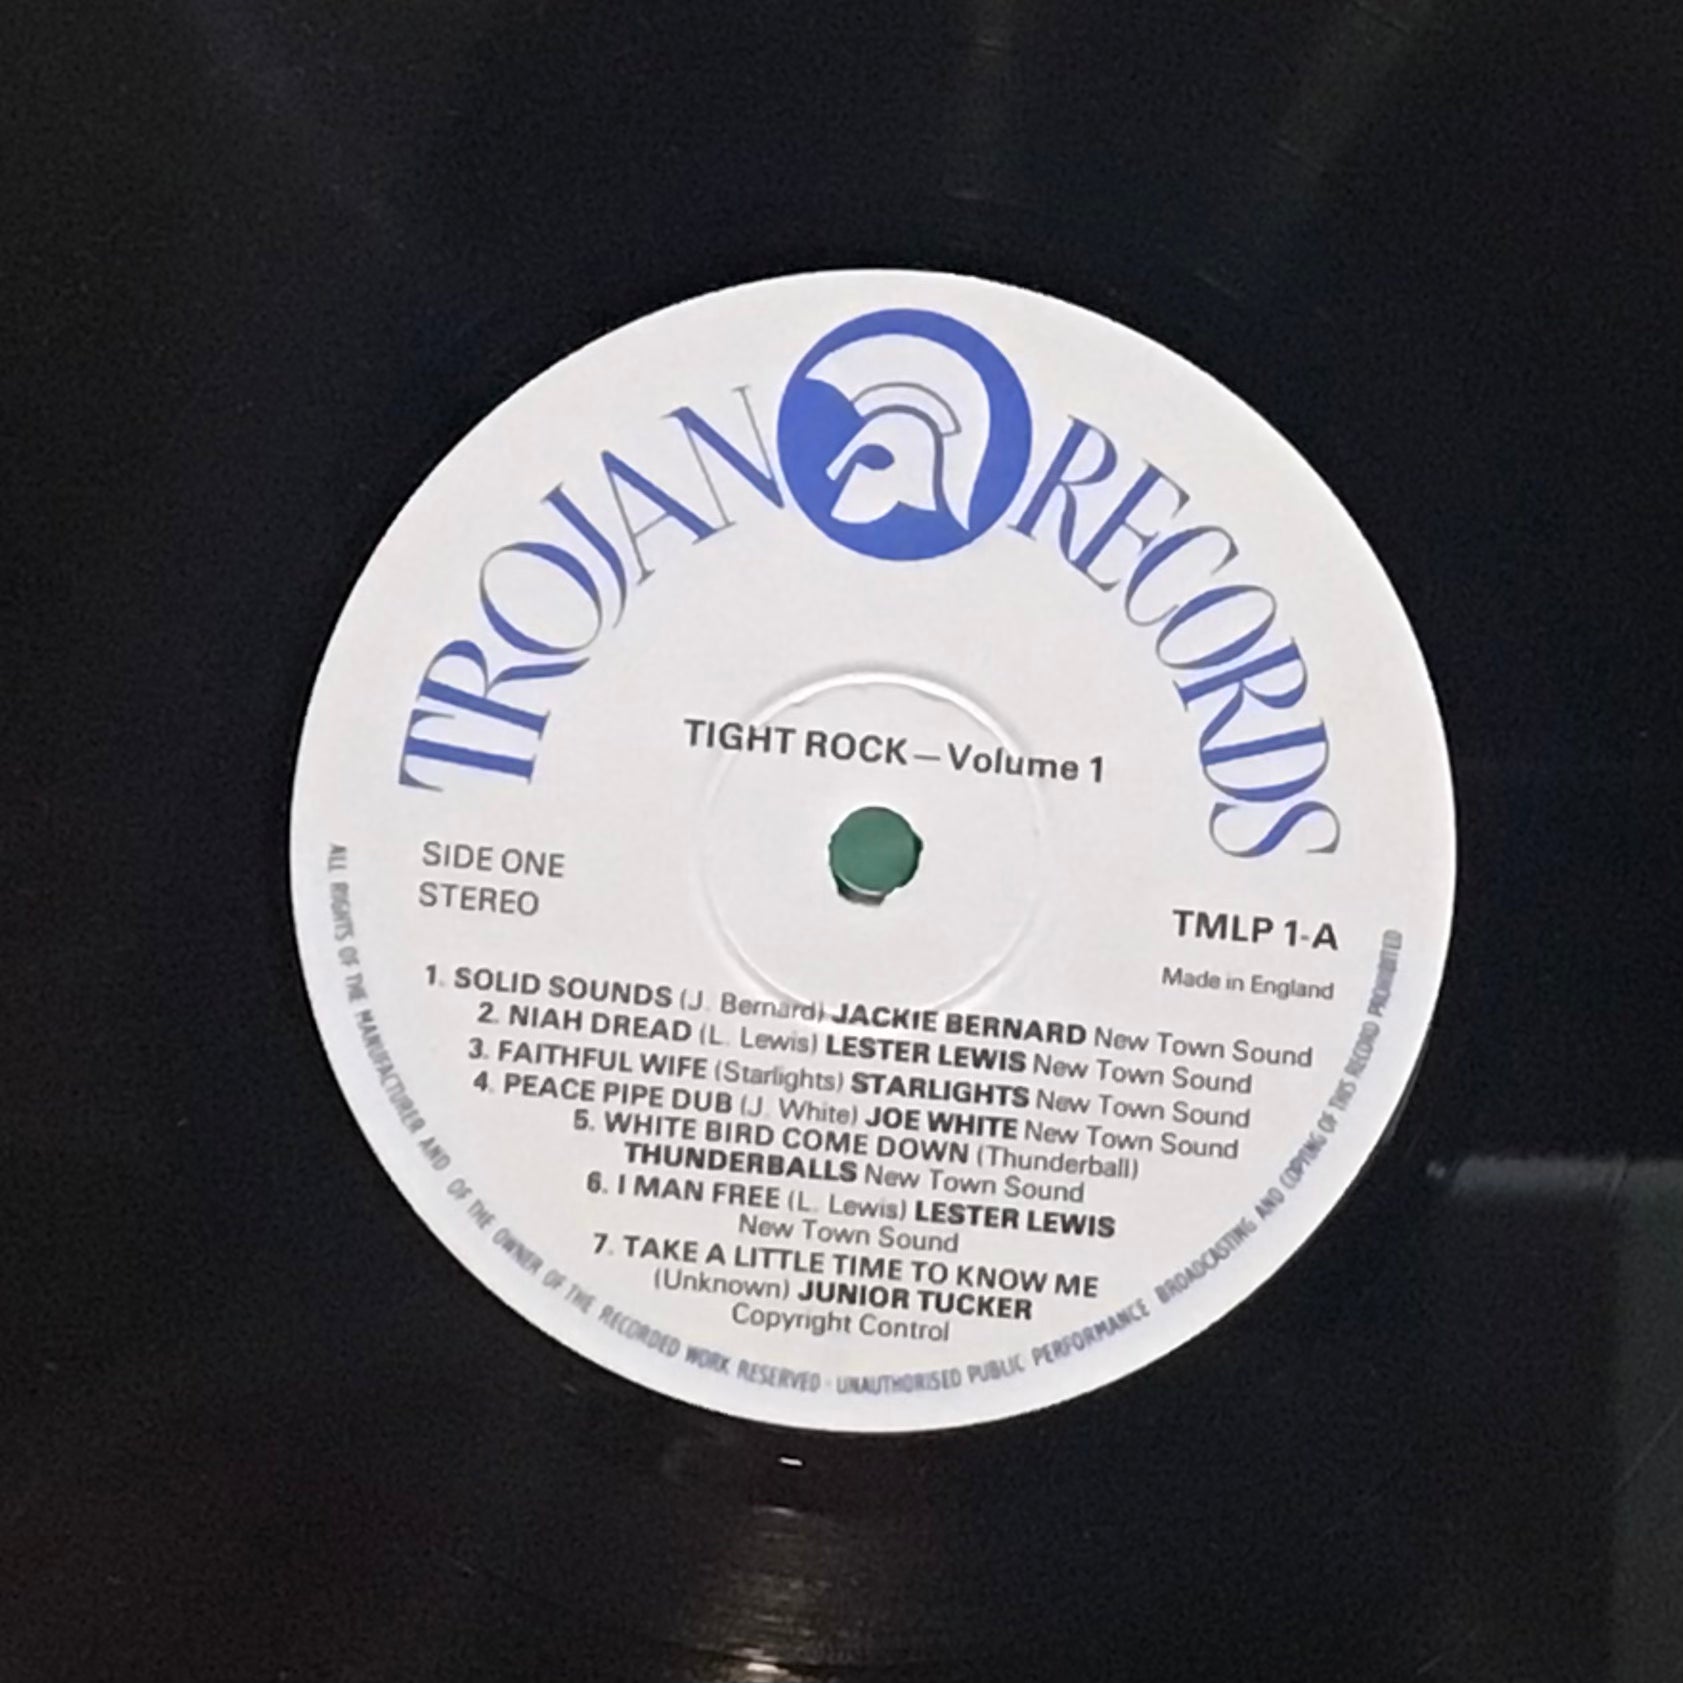 TROJAN RECORDS
TIGHT ROCK—Volume 1
SIDE ONE
STEREO
TMLP 1-A
Made in England
1. SOLID SOUNDS (J. Bernard) JACKIE BERNARD New Town Sound
2. NIAH DREAD (L. Lewis) LESTER LEWIS New Town Sound
3. FAITHFUL WIFE (Starlights) STARLIGHTS New Town Sound
4. PEACE PIPE DUB (J. White) JOE WHITE New Town Sound
5. WHITE BIRD COME DOWN (Thunderball)
THUNDERBALLS New Town Sound
6. I MAN FREE (L. Lewis) LESTER LEWIS
New Town Sound
7. TAKE A LITTLE TIME TO KNOW ME
(Unknown) JUNIOR TUCKER
Copyright Control
ALL RIGHTS OF THE MANUFACTURER AND OF THE OWNER OF THE RECORDED WORK RESERVED · UNAUTHORISED PUBLIC PERFORMANCE BROADCASTING AND COPYING OF THIS RECORD PROHIBITED